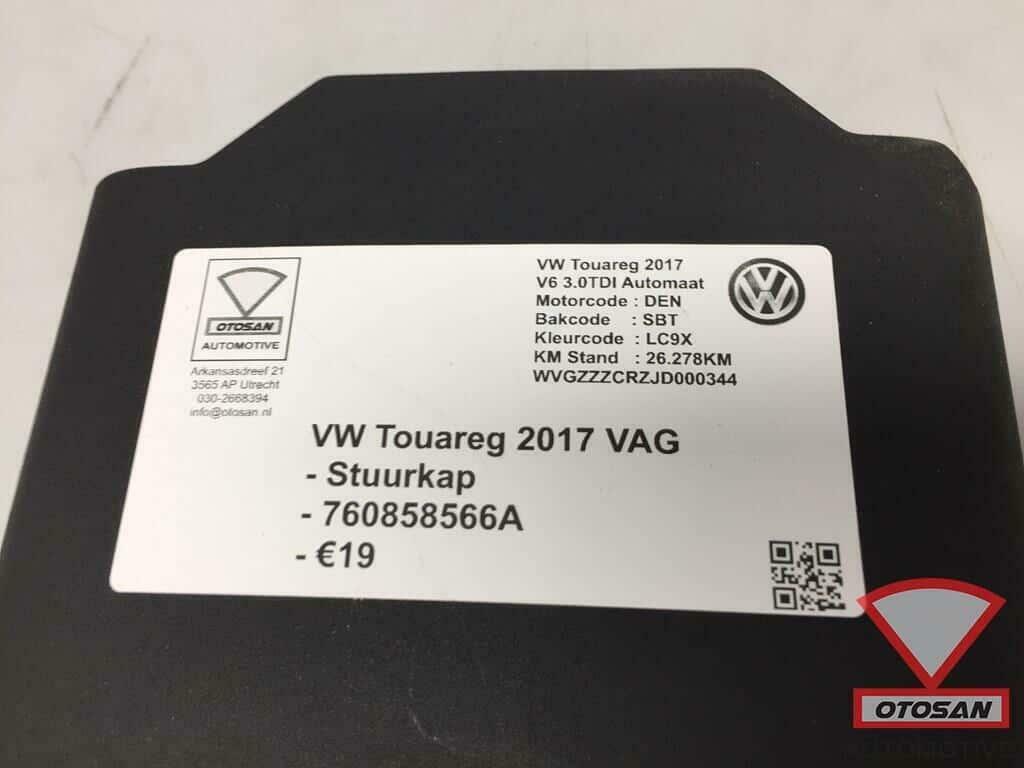 OTOSAN
AUTOMOTIVE
Arkansasdreef 21
3565 AP Utrecht
030-2668394
info@otosan.nl
VW Touareg 2017
V6 3.0TDI Automaat
Motorcode : DEN
Bakcode : SBT
Kleurcode : LC9X
KM Stand : 26.278KM
WVGZZZCRZJD000344
VW Touareg 2017 VAG
- Stuurkap
- 760858566A
- €19
OTOSAN
AUTOMOTIVE